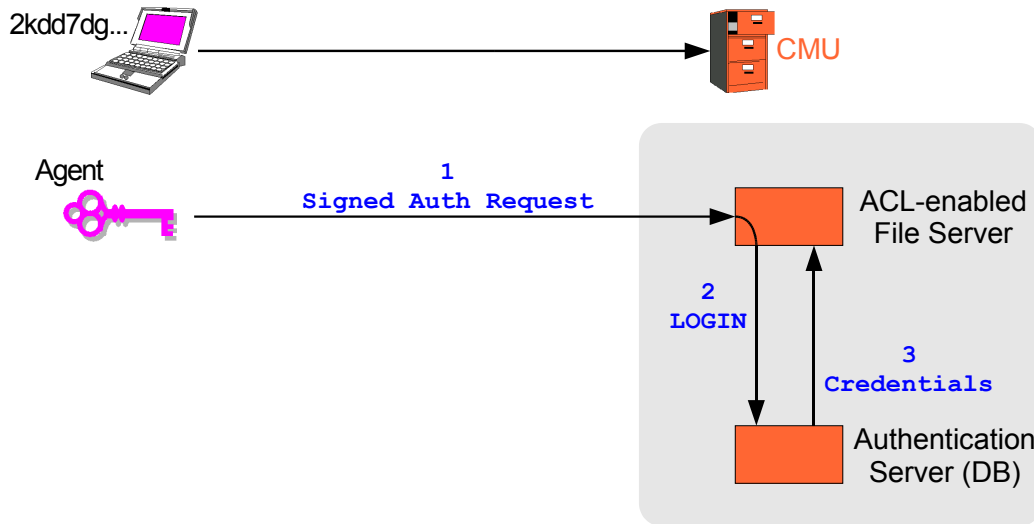 2kdd7dg...
CMU
Agent
1
Signed Auth Request
ACL-enabled
File Server
2
LOGIN
3
Credentials
Authentication
Server (DB)